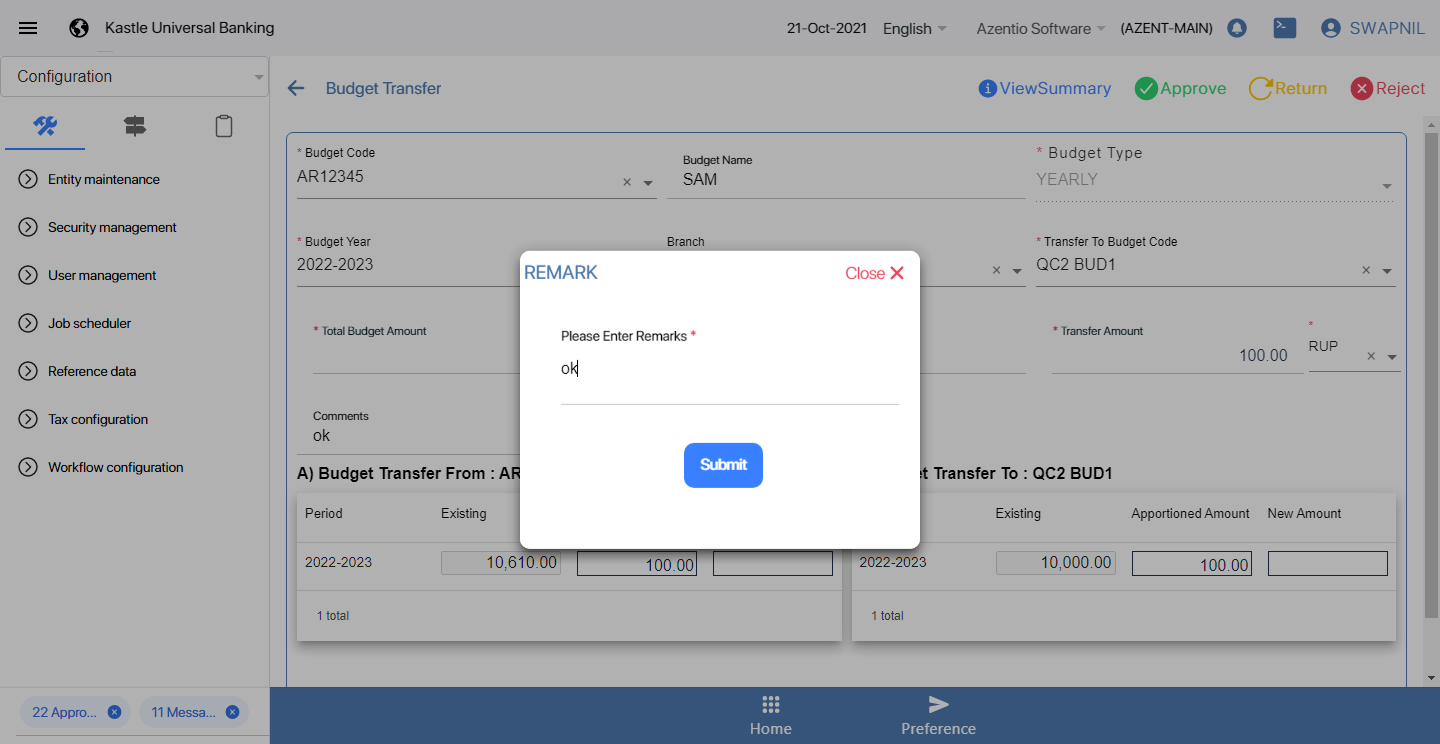 Kastle Universal Banking
21-Oct-2021 English Azentio Software (AZENT-MAIN) SWAPNIL
Configuration
Budget Transfer
ViewSummary Approve Return Reject
Entity maintenance
Security management
User management
Job scheduler
Reference data
Tax configuration
Workflow configuration
* Budget Code
AR12345
Budget Name
SAM
* Budget Type
YEARLY
* Budget Year
2022-2023
Branch
* Transfer To Budget Code
QC2 BUD1
* Total Budget Amount
* Transfer Amount
100.00
*
RUP
Comments
ok
REMARK
Close
Please Enter Remarks *
ok
Submit
A) Budget Transfer From : AR
Transfer To : QC2 BUD1
Period Existing
Existing Apportioned Amount New Amount
2022-2023 10,610.00 100.00
2022-2023 10,000.00 100.00
1 total
1 total
22 Appro... 11 Messa...
Home
Preference